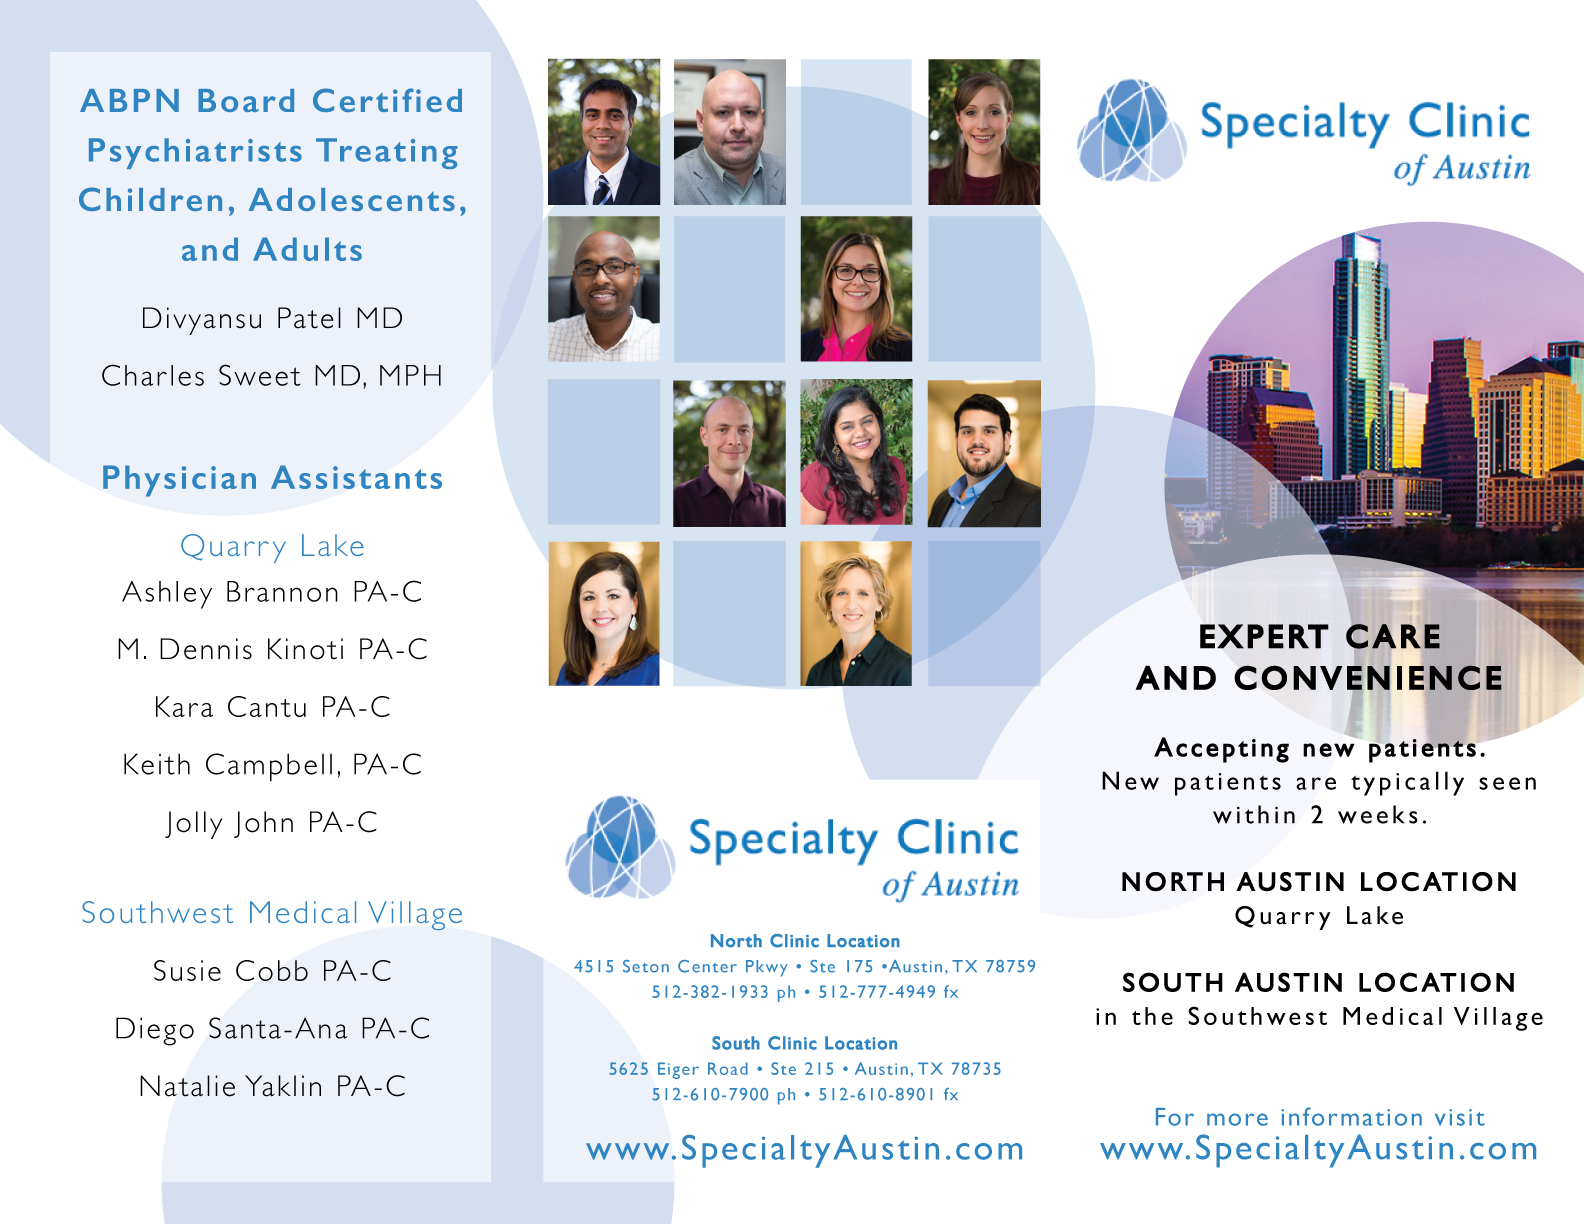 ABPN Board Certified
Psychiatrists Treating
Children, Adolescents,
and Adults
Divyansu Patel MD
Charles Sweet MD, MPH
Physician Assistants
Quarry Lake
Ashley Brannon PA-C
M. Dennis Kinoti PA-C
Kara Cantu PA-C
Keith Campbell, PA-C
Jolly John PA-C
Southwest Medical Village
Susie Cobb PA-C
Diego Santa-Ana PA-C
Natalie Yaklin PA-C
Specialty Clinic
of Austin
North Clinic Location
4515 Seton Center Pkwy • Ste 175 •Austin, TX 78759
512-382-1933 ph • 512-777-4949 fx
South Clinic Location
5625 Eiger Road • Ste 215 • Austin, TX 78735
512-610-7900 ph • 512-610-8901 fx
www.SpecialtyAustin.com
Specialty Clinic
of Austin
EXPERT CARE
AND CONVENIENCE
Accepting new patients.
New patients are typically seen
within 2 weeks.
NORTH AUSTIN LOCATION
Quarry Lake
SOUTH AUSTIN LOCATION
in the Southwest Medical Village
For more information visit
www.SpecialtyAustin.com